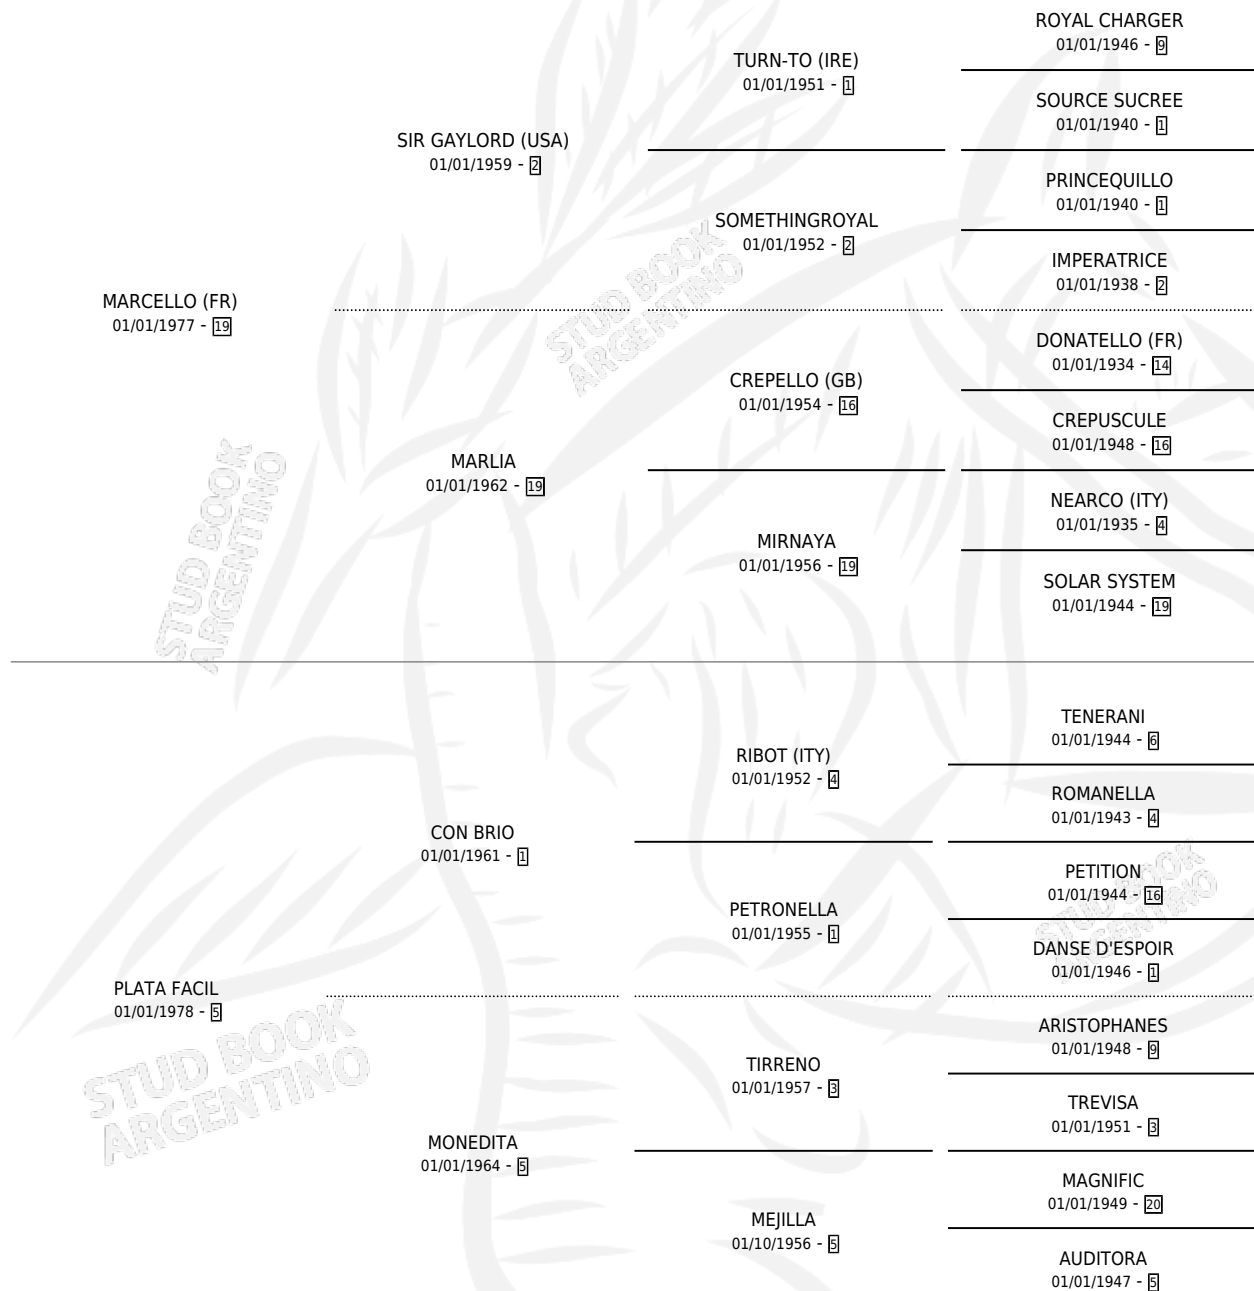 ROYAL CHARGER
01/01/1946 - 9
TURN-TO (IRE)
01/01/1951 - 1
SOURCE SUCREE
01/01/1940 - 1
SIR GAYLORD (USA)
01/01/1959 - 2
PRINCEQUILLO
01/01/1940 - 1
SOMETHINGROYAL
01/01/1952 - 2
IMPERATRICE
01/01/1938 - 2
MARCELLO (FR)
01/01/1977 - 19
STUD BOOK
ARGENTINO
DONATELLO (FR)
01/01/1934 - 14
CREPELLO (GB)
01/01/1954 - 16
CREPUSCULE
01/01/1948 - 16
MARLIA
01/01/1962 - 19
NEARCO (ITY)
01/01/1935 - 4
MIRNAYA
01/01/1956 - 19
SOLAR SYSTEM
01/01/1944 - 19
STUD BOOK
ARGENTINO
TENERANI
01/01/1944 - 6
RIBOT (ITY)
01/01/1952 - 4
ROMANELLA
01/01/1943 - 4
CON BRIO
01/01/1961 - 1
PETITION
01/01/1944 - 16
PETRONELLA
01/01/1955 - 1
DANSE D'ESPOIR
01/01/1946 - 1
STUD BOOK
ARGENTINO
PLATA FACIL
01/01/1978 - 5
ARISTOPHANES
01/01/1948 - 9
TIRRENO
01/01/1957 - 3
TREVISA
01/01/1951 - 3
STUD BOOK
ARGENTINO
MONEDITA
01/01/1964 - 5
MAGNIFIC
01/01/1949 - 20
MEJILLA
01/10/1956 - 5
AUDITORA
01/01/1947 - 5